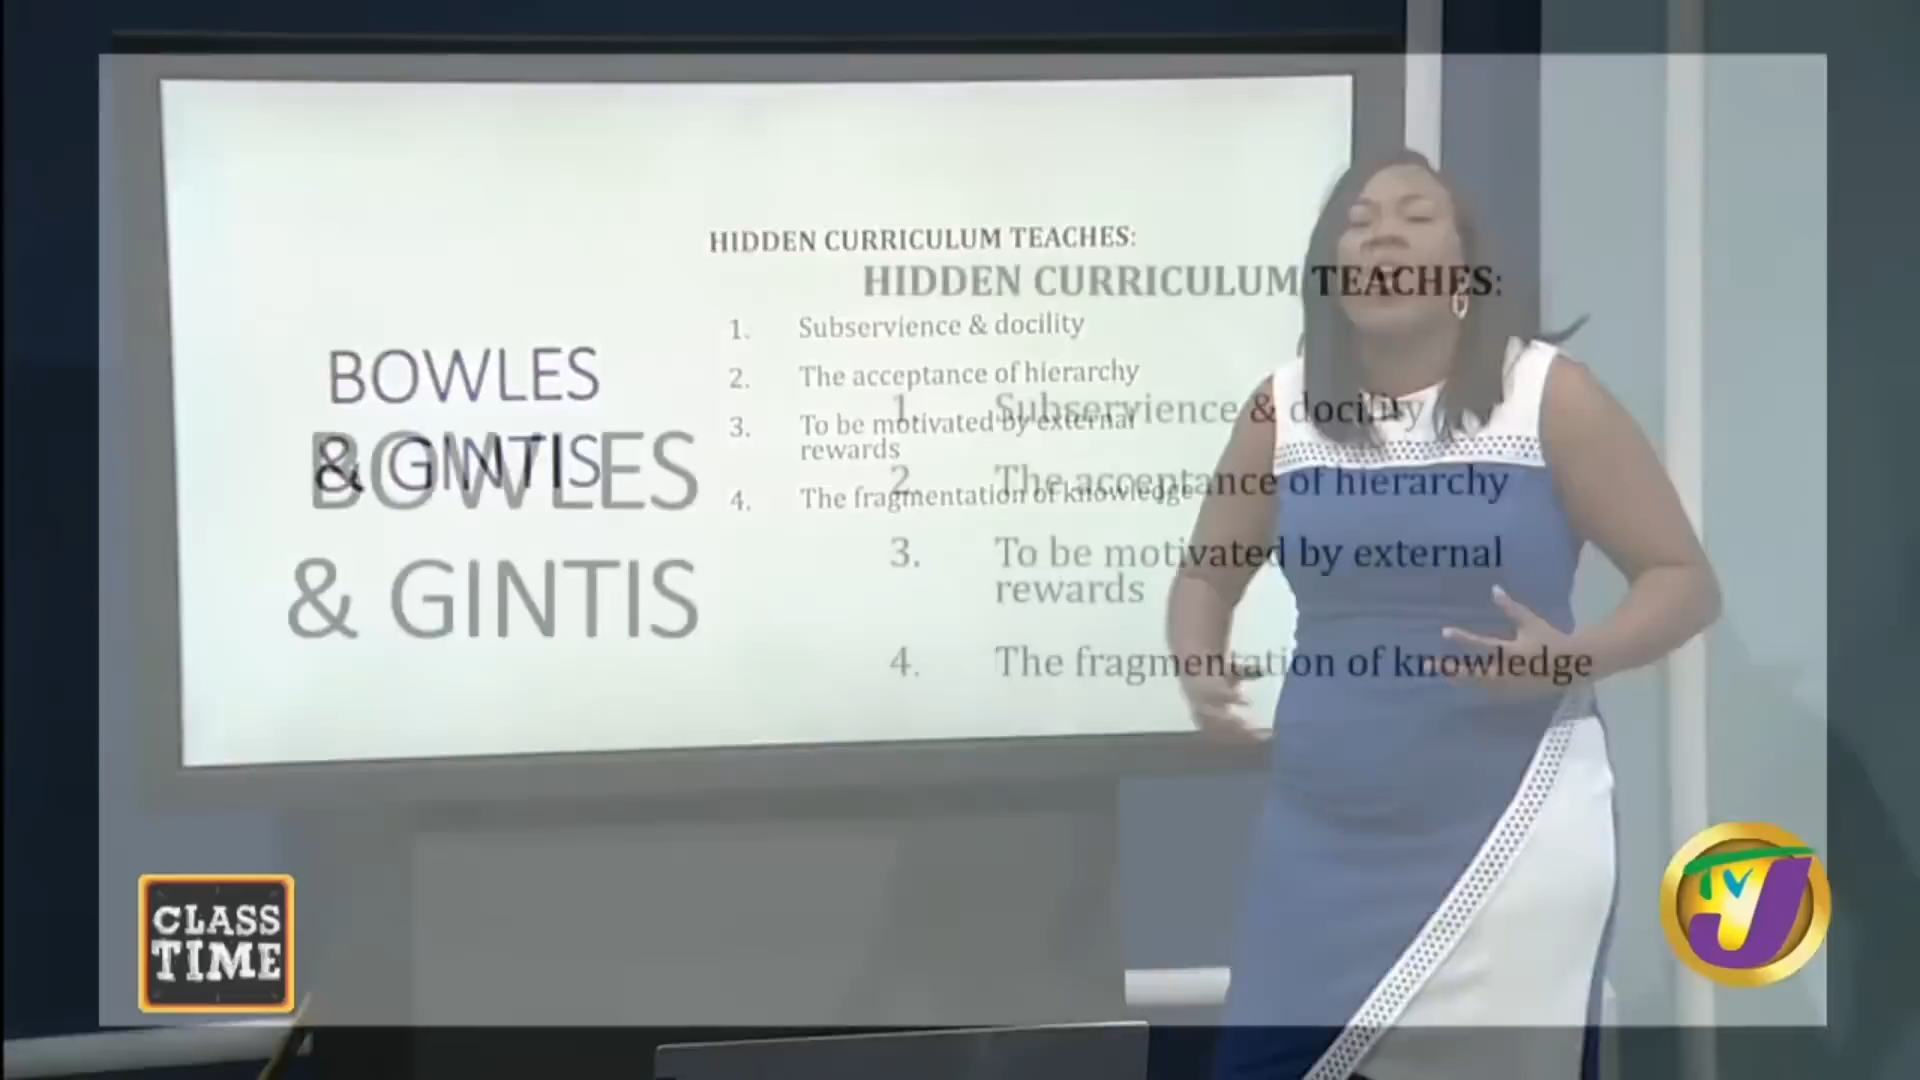 HIDDEN CURRICULUM TEACHES:
1. Subservience & docility
2. The acceptance of hierarchy
3. To be motivated by external
rewards
4. The fragmentation of knowledge
BOWLES
& GINTIS
HIDDEN CURRICULUM TEACHES:
1. Subservience & docility
2. The acceptance of hierarchy
3. To be motivated by external
rewards
4. The fragmentation of knowledge
BOWLES
& GINTIS
CLASS
TIME
TVJ